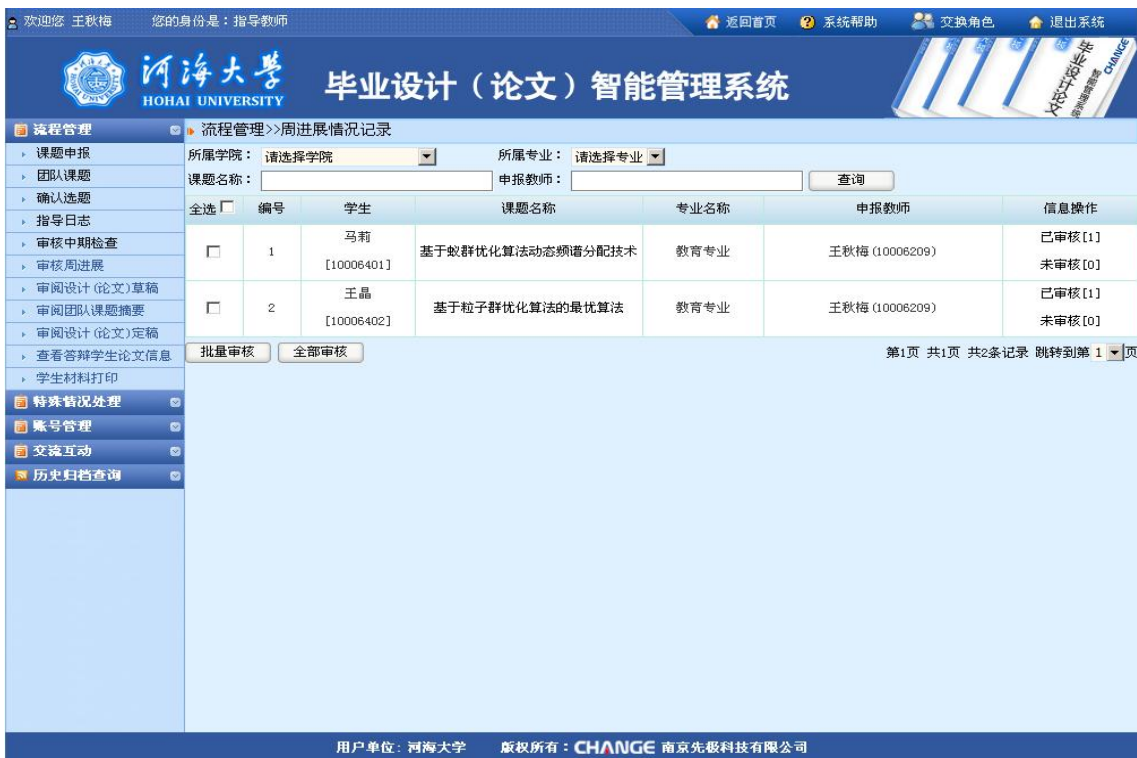 欢迎您 王秋梅 您的身份是：指导教师 返回首页 系统帮助 交换角色 退出系统
河海大学
HOHAI UNIVERSITY
毕业设计（论文）智能管理系统
毕业设计论文
智能管理系统
CHANGE
流程管理
课题申报
团队课题
确认选题
指导日志
审核中期检查
审核周进展
审阅设计(论文)草稿
审阅团队课题摘要
审阅设计(论文)定稿
查看答辩学生论文信息
学生材料打印
特殊情况处理
账号管理
交流互动
历史归档查询
流程管理>>周进展情况记录
所属学院： 请选择学院 所属专业： 请选择专业
课题名称： 申报教师： 查询
全选 编号 学生 课题名称 专业名称 申报教师 信息操作
1 马莉 [10006401] 基于蚁群优化算法动态频谱分配技术 教育专业 王秋梅(10006209) 已审核[1] 未审核[0]
2 王晶 [10006402] 基于粒子群优化算法的最优算法 教育专业 王秋梅(10006209) 已审核[1] 未审核[0]
批量审核 全部审核 第1页 共1页 共2条记录 跳转到第 1 页
用户单位: 河海大学 版权所有：CHANGE 南京先极科技有限公司